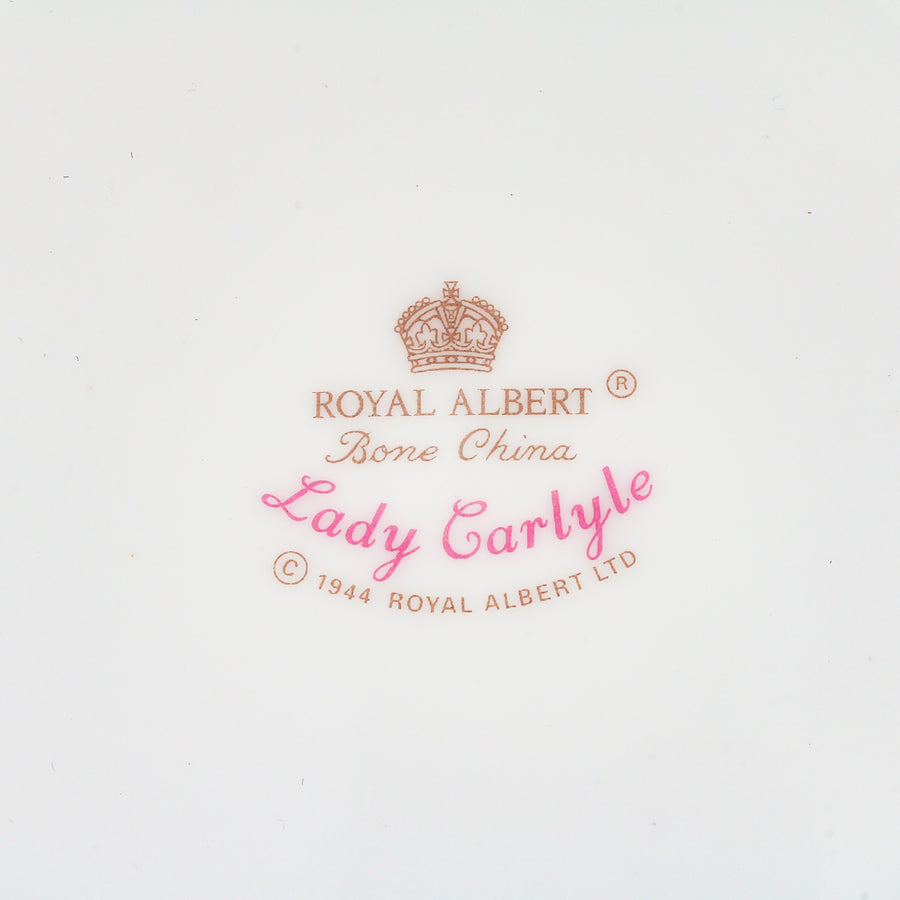 ROYAL ALBERT ®
Bone China
Lady Carlyle
© 1944 ROYAL ALBERT LTD